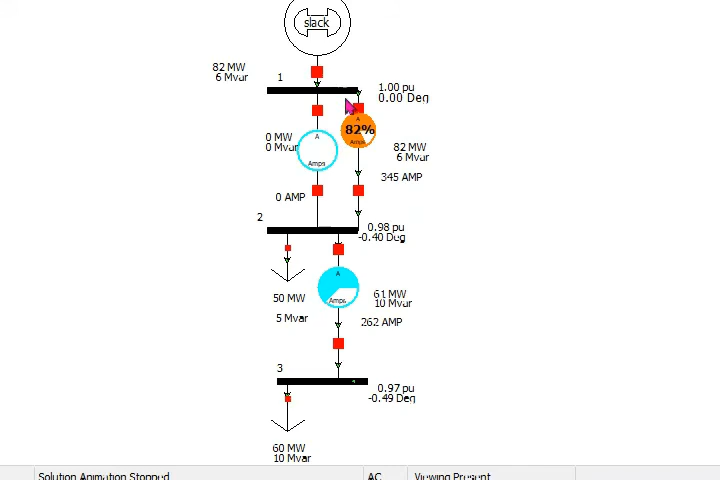 slack
82 MW
6 Mvar
1
1.00 pu
0.00 Deg
A
82%
Amps
A
Amps
0 MW
0 Mvar
82 MW
6 Mvar
345 AMP
0 AMP
2
0.98 pu
-0.40 Deg
A
Amps
50 MW
5 Mvar
61 MW
10 Mvar
262 AMP
3
0.97 pu
-0.49 Deg
60 MW
10 Mvar
Solution Animation Stopped
AC
Viewing Present